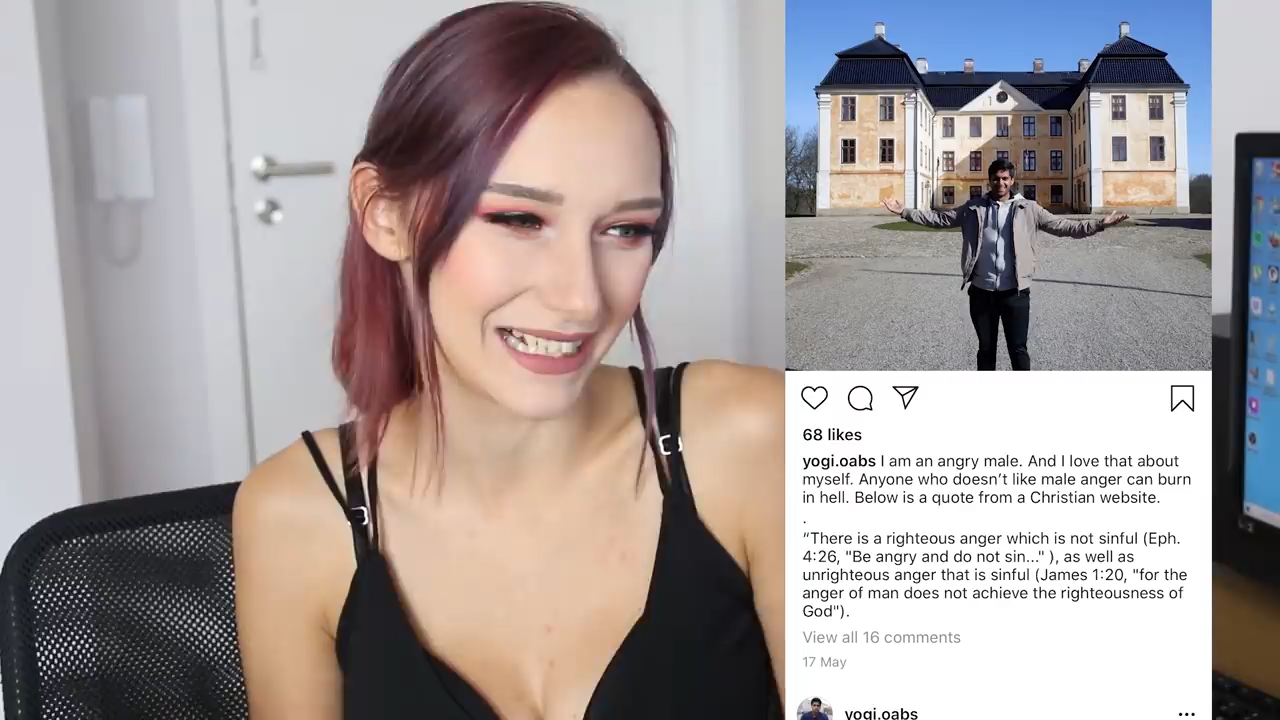 68 likes
yogi.oabs I am an angry male. And I love that about
myself. Anyone who doesn’t like male anger can burn
in hell. Below is a quote from a Christian website.
.
“There is a righteous anger which is not sinful (Eph.
4:26, "Be angry and do not sin..." ), as well as
unrighteous anger that is sinful (James 1:20, "for the
anger of man does not achieve the righteousness of
God").
View all 16 comments
17 May
yogi.oabs